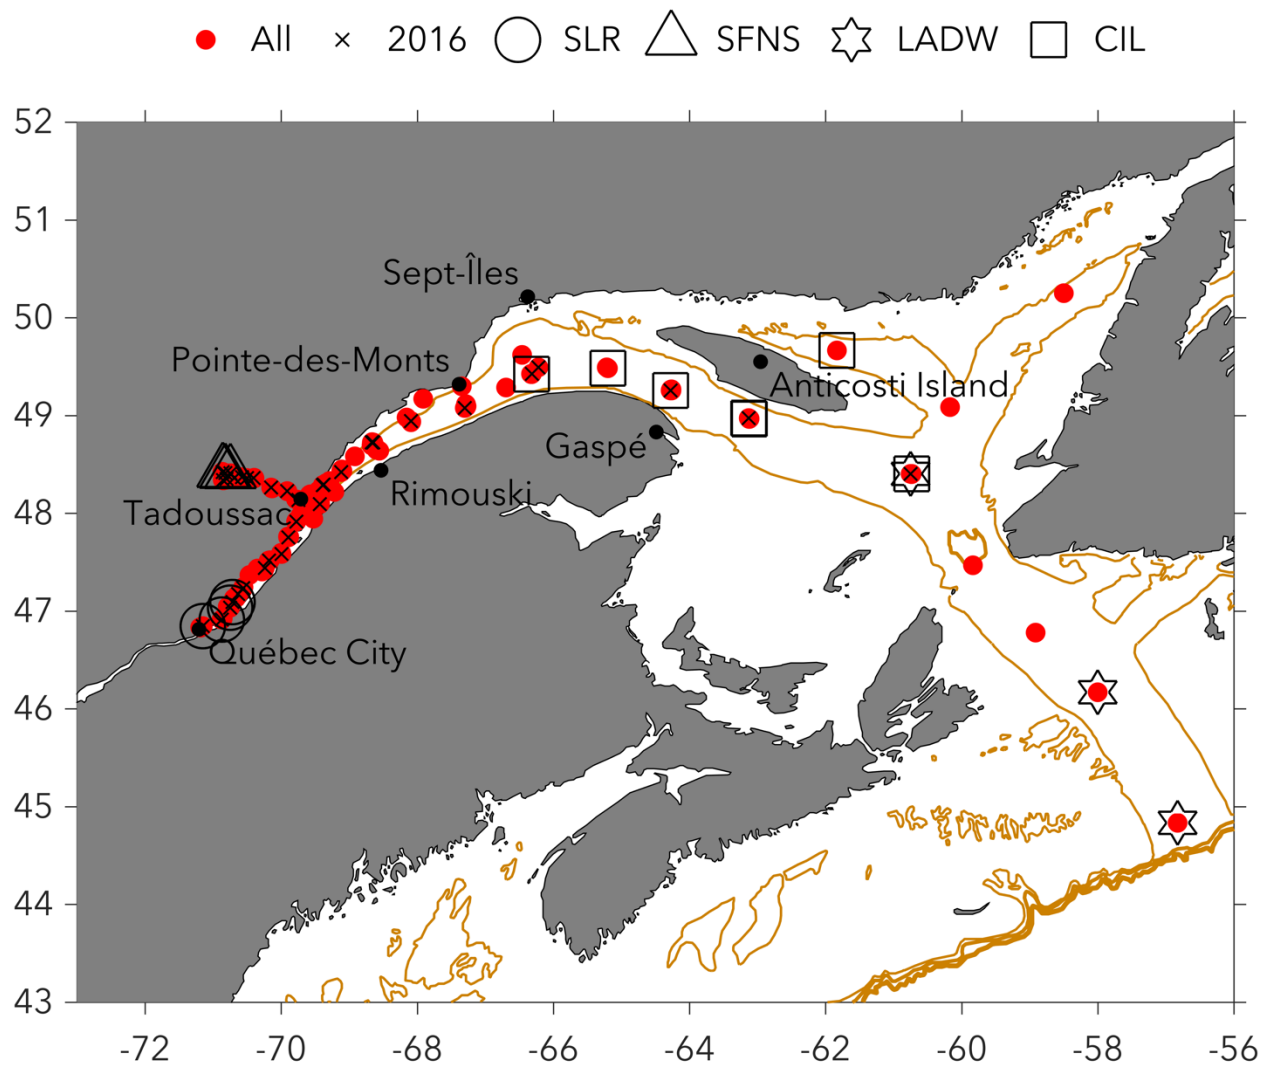 All 2016 SLR SFNS LADW CIL
52
51
Sept-Îles
50
Pointe-des-Monts
Anticosti Island
49
Gaspé
Rimouski
Tadoussac
48
47
Québec City
46
45
44
43
-72 -70 -68 -66 -64 -62 -60 -58 -56